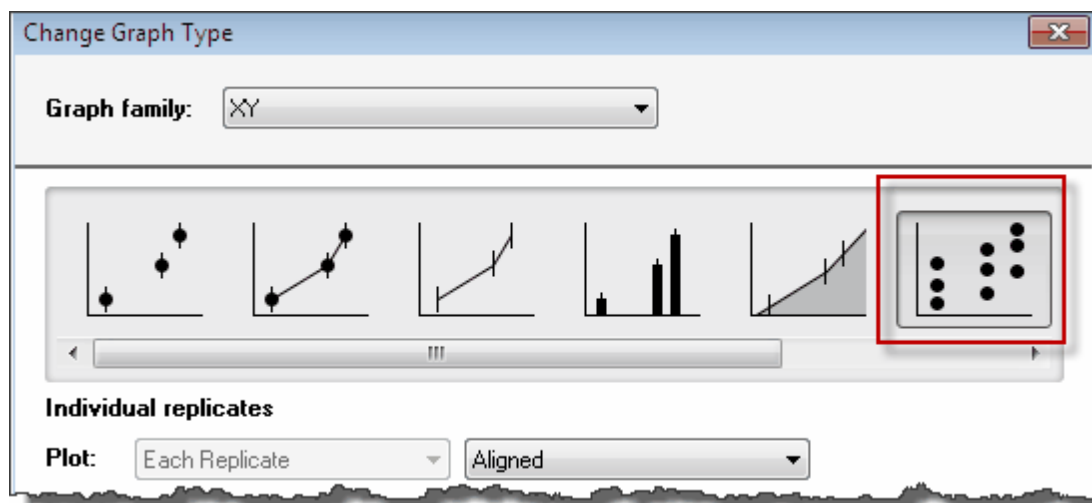 Change Graph Type
Graph family: XY
Individual replicates
Plot: Each Replicate Aligned